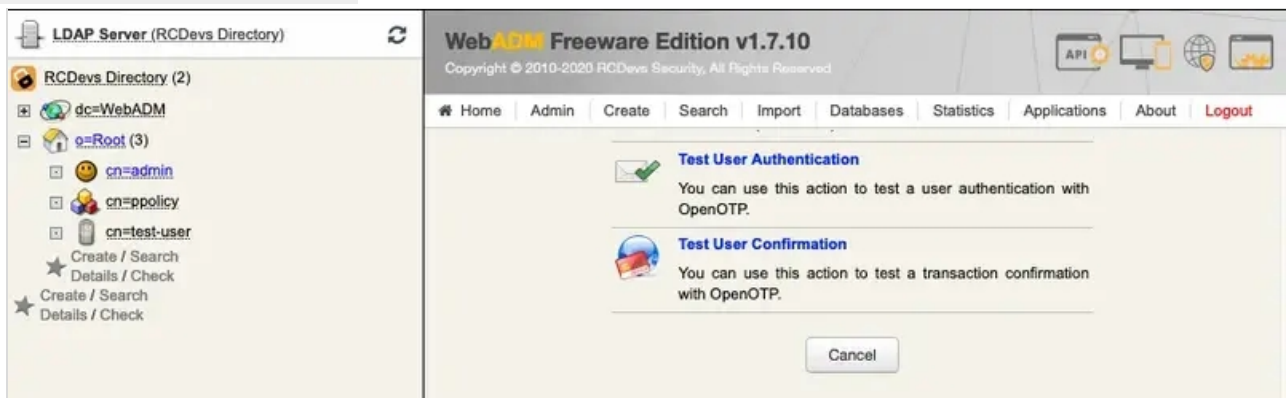 LDAP Server (RCDevs Directory)
RCDevs Directory (2)
dc=WebADM
o=Root (3)
cn=admin
cn=ppolicy
cn=test-user
Create / Search
Details / Check
Create / Search
Details / Check
WebADM Freeware Edition v1.7.10
Copyright © 2010-2020 RCDevs Security, All Rights Reserved
API
Home Admin Create Search Import Databases Statistics Applications About Logout
Test User Authentication
You can use this action to test a user authentication with
OpenOTP.
Test User Confirmation
You can use this action to test a transaction confirmation
with OpenOTP.
Cancel